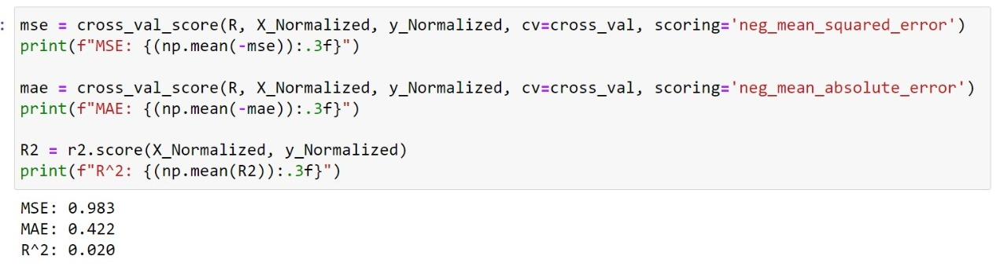 :
mse = cross_val_score(R, X_Normalized, y_Normalized, cv=cross_val, scoring='neg_mean_squared_error')
print(f"MSE: {(np.mean(-mse)):.3f}")
mae = cross_val_score(R, X_Normalized, y_Normalized, cv=cross_val, scoring='neg_mean_absolute_error')
print(f"MAE: {(np.mean(-mae)):.3f}")
R2 = r2.score(X_Normalized, y_Normalized)
print(f"R^2: {(np.mean(R2)):.3f}")
MSE: 0.983
MAE: 0.422
R^2: 0.020